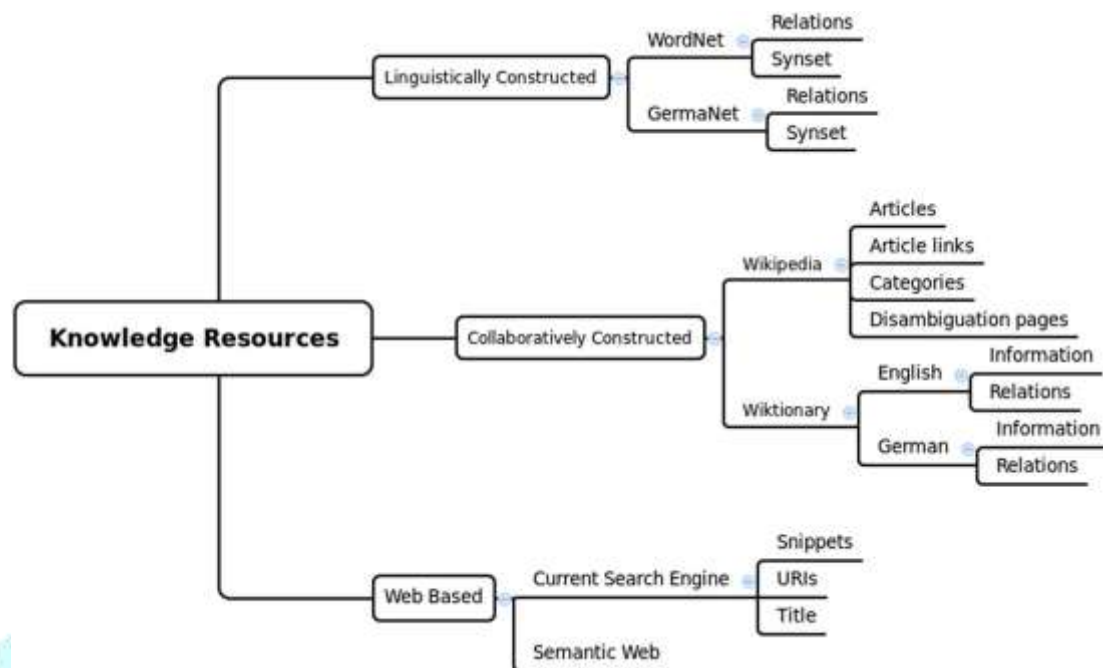 Knowledge Resources
Linguistically Constructed
WordNet
Relations
Synset
GermaNet
Relations
Synset
Collaboratively Constructed
Wikipedia
Articles
Article links
Categories
Disambiguation pages
Wiktionary
English
Information
Relations
German
Information
Relations
Web Based
Current Search Engine
Snippets
URIs
Title
Semantic Web